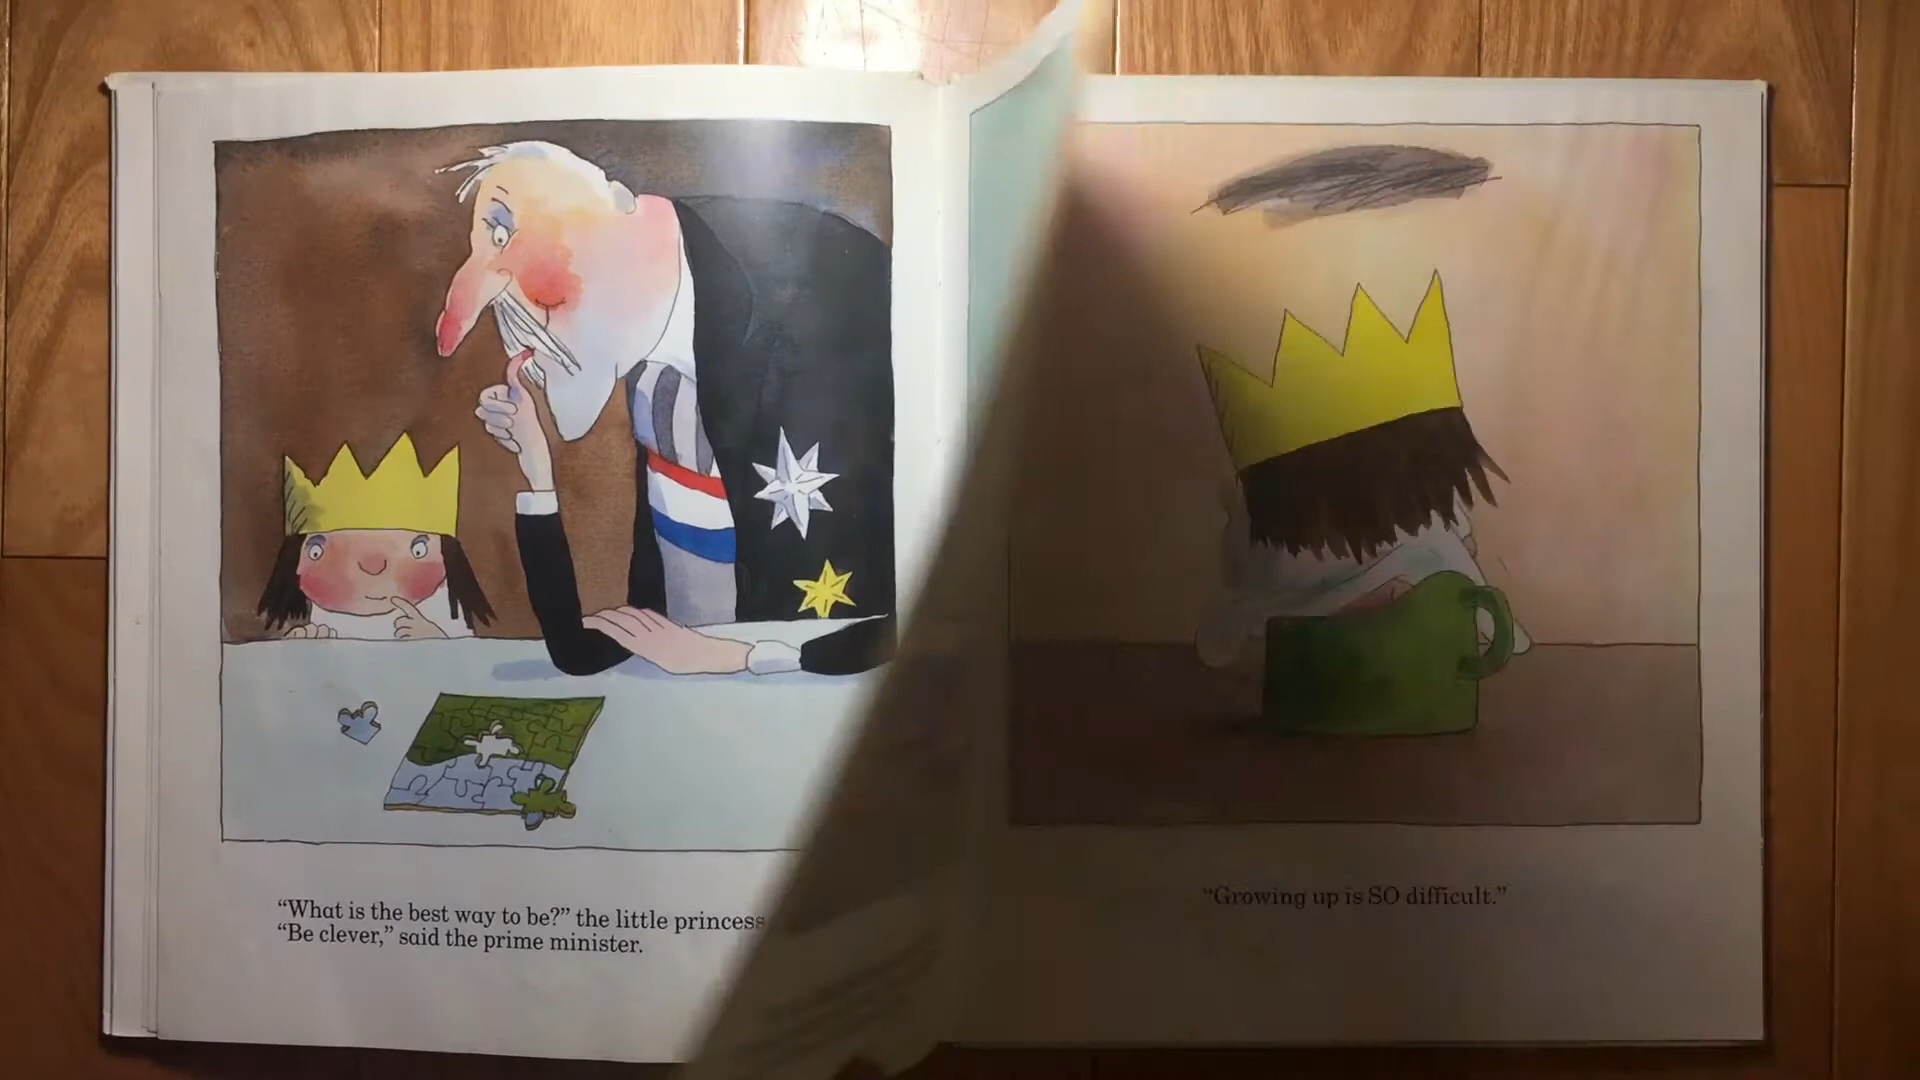 “What is the best way to be?” the little princess
“Be clever,” said the prime minister.
“Growing up is SO difficult.”